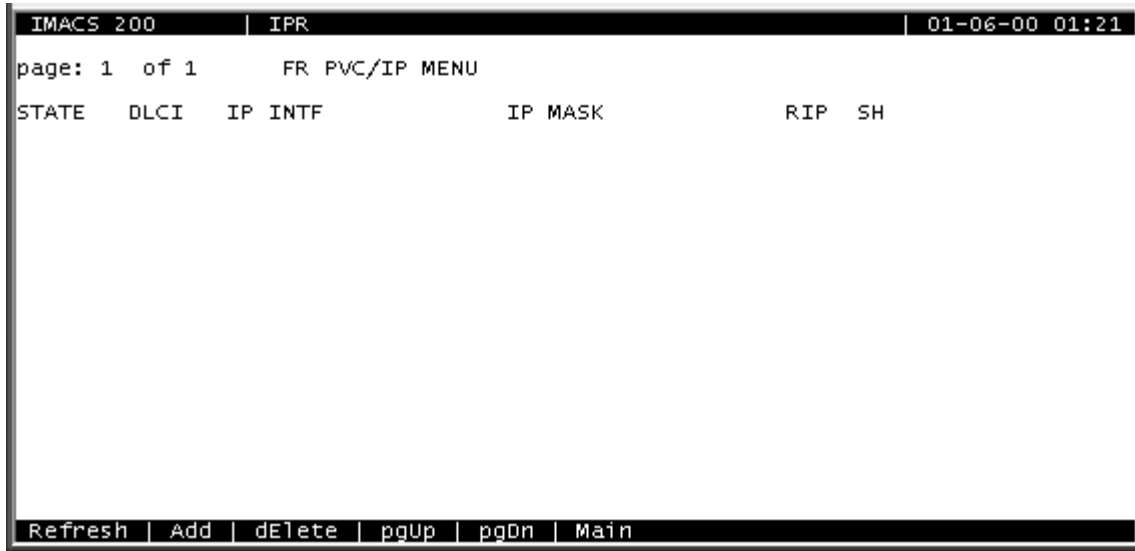 IMACS 200 | IPR | 01-06-00 01:21
page: 1 of 1 FR PVC/IP MENU
STATE DLCI IP INTF IP MASK RIP SH
Refresh | Add | dElete | pgUp | pgDn | Main